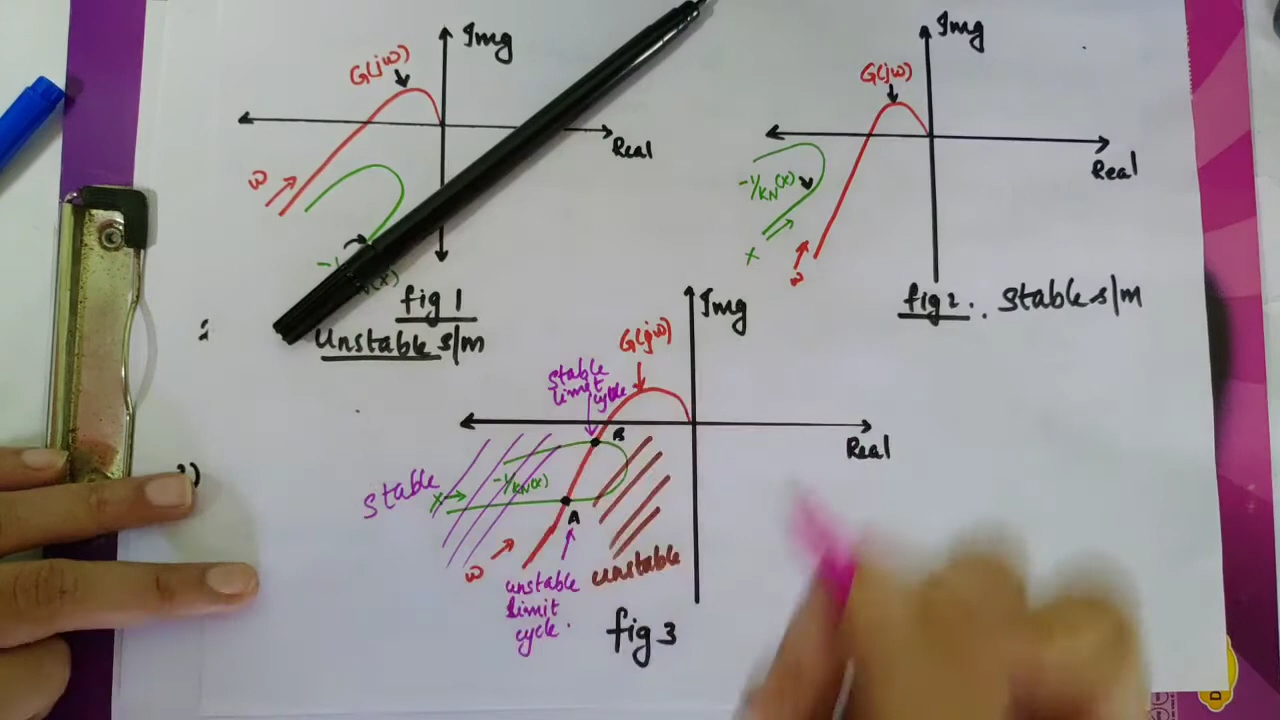 Img
G(jω)
Real
ω
fig 1
Unstable s/m
Img
G(jω)
-1/KN(x)
Real
x
ω
fig 2. Stable s/m
Img
G(jω)
stable
limit
cycle
B
Real
stable
x
-1/KN(x)
A
ω
unstable
limit
cycle.
unstable
fig 3